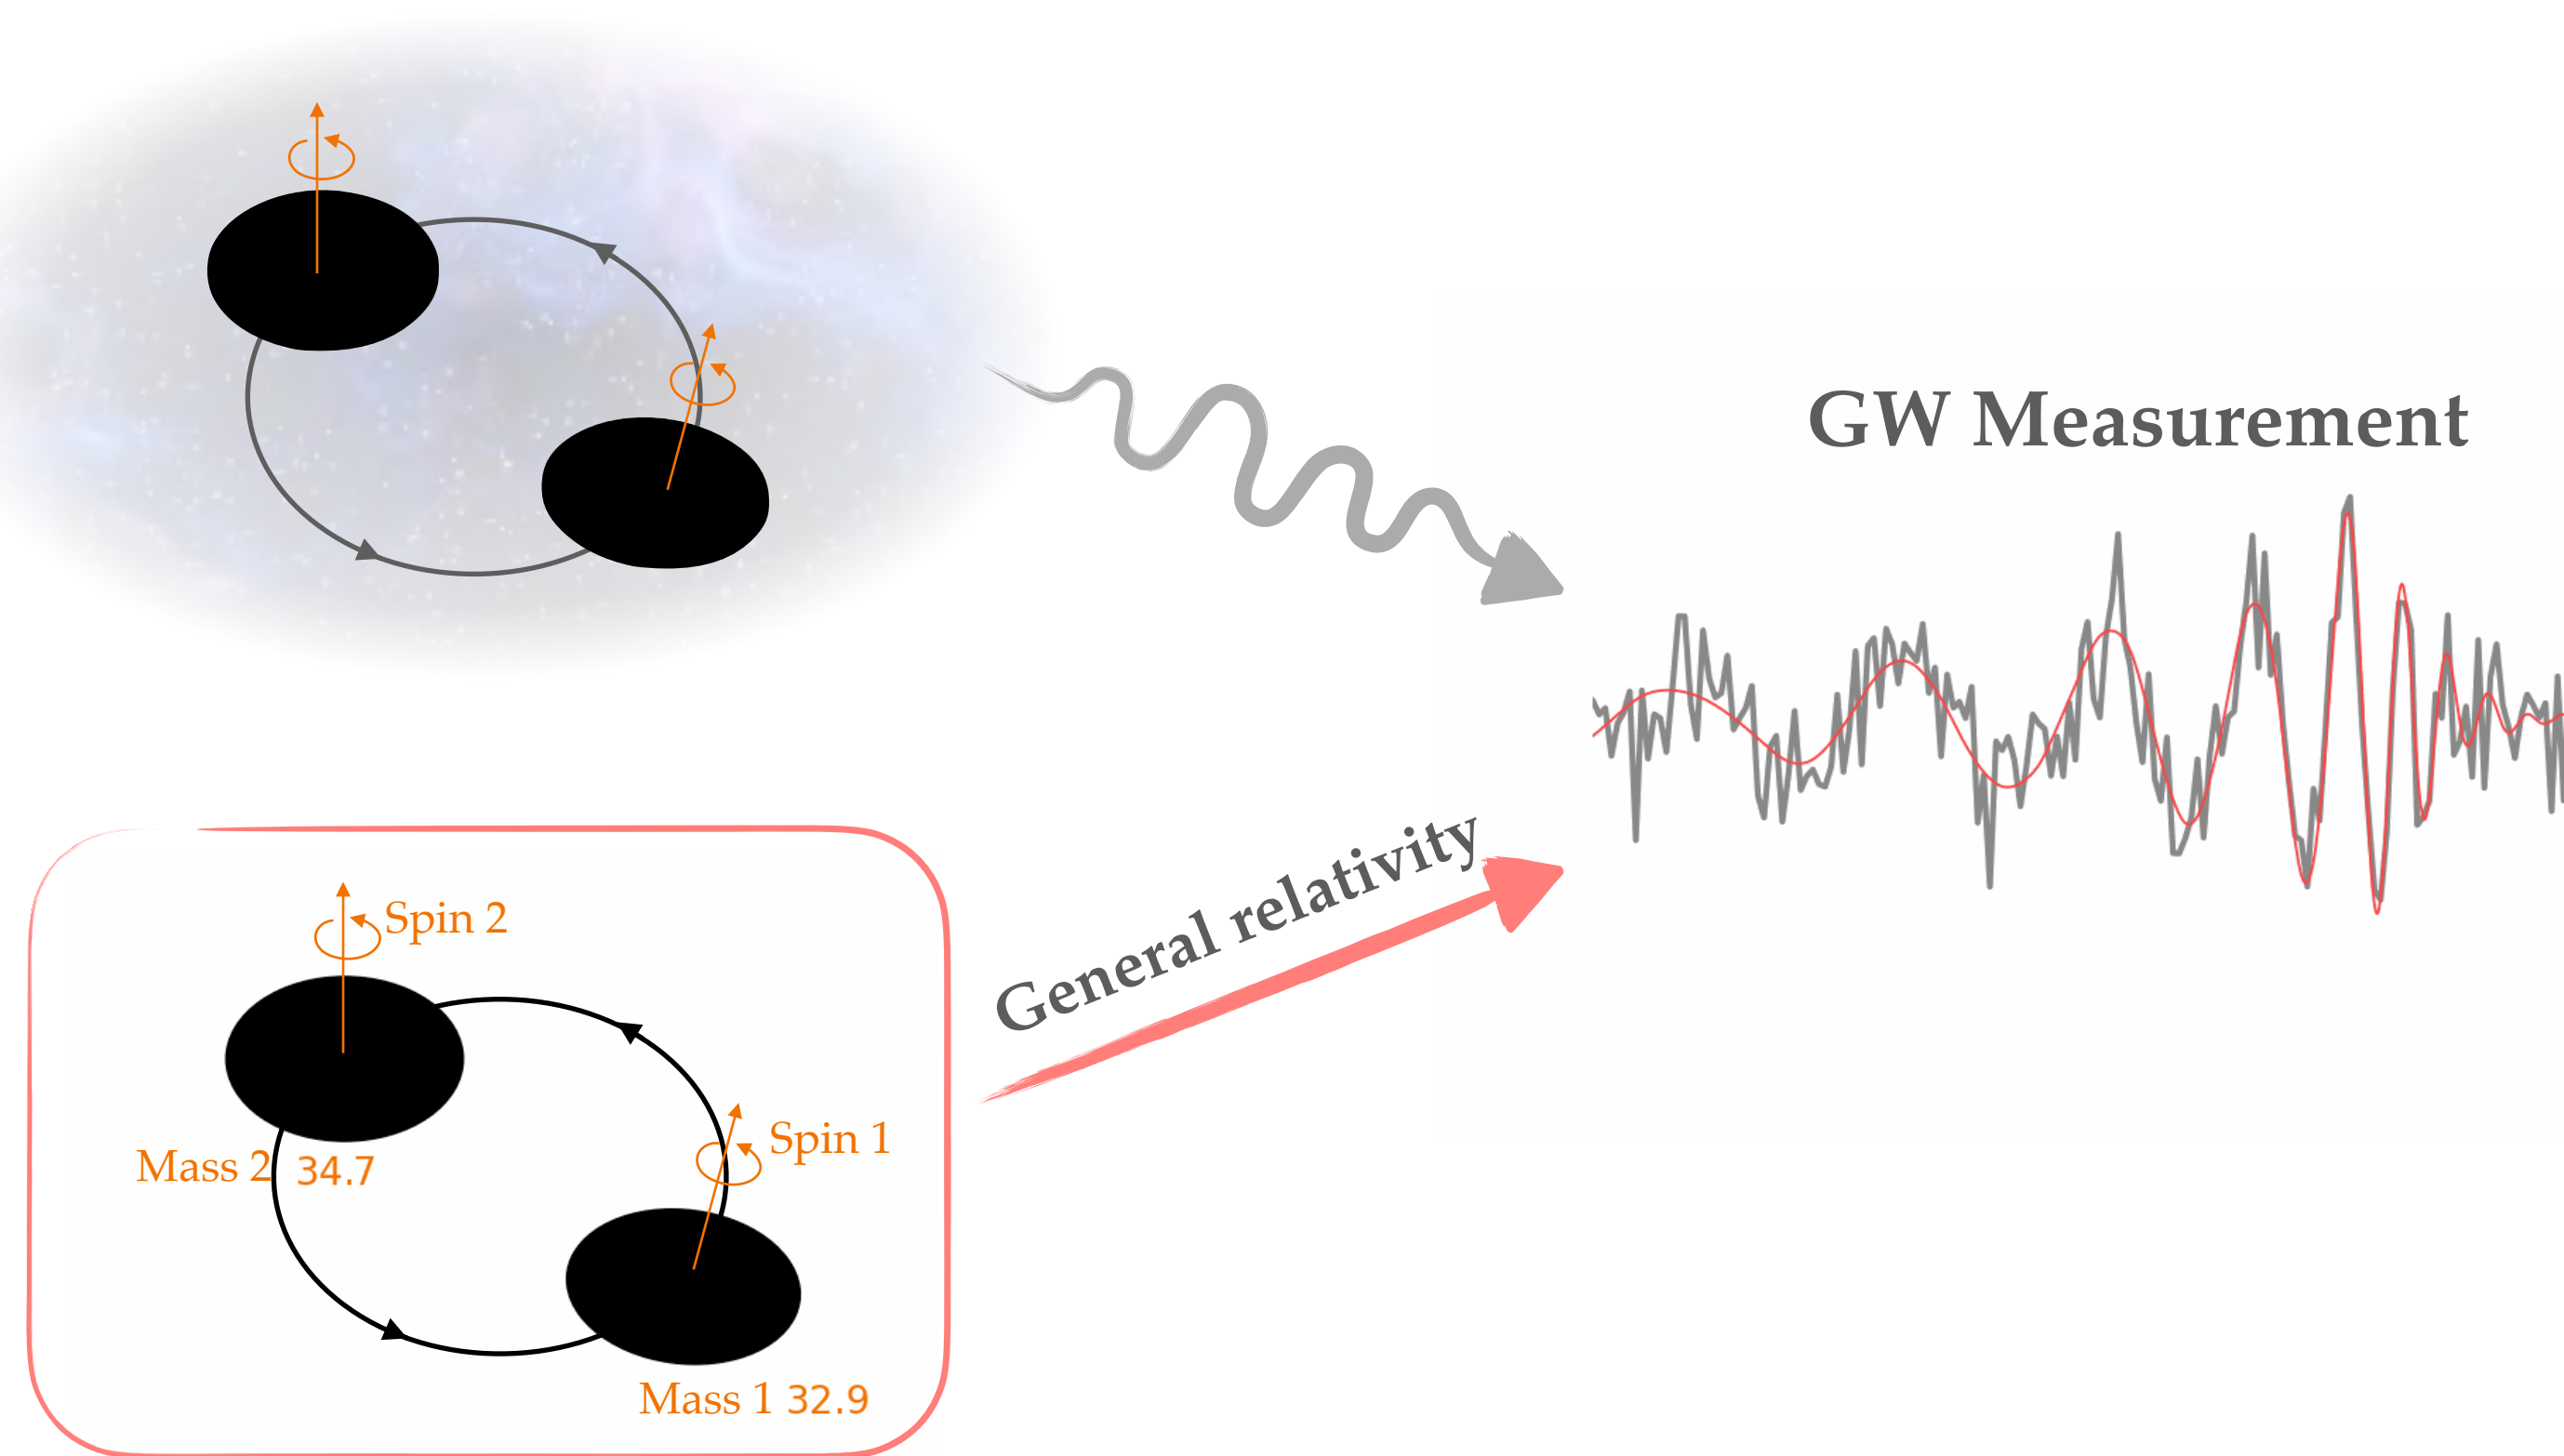 GW Measurement
General relativity
Spin 2
Spin 1
Mass 2 34.7
Mass 1 32.9